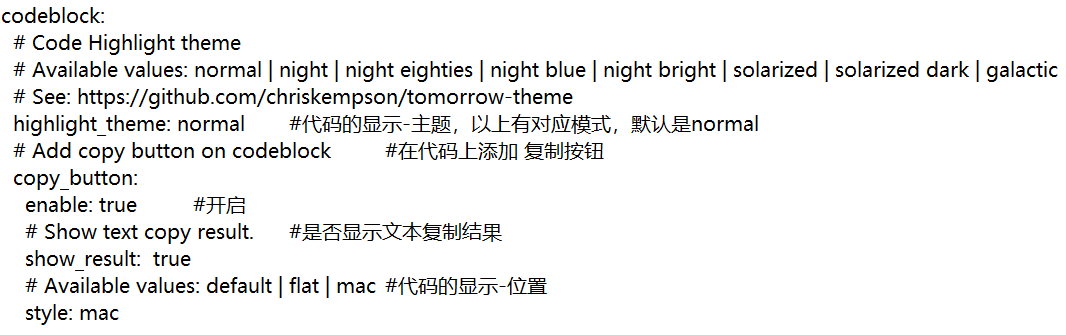 codeblock:
# Code Highlight theme
# Available values: normal | night | night eighties | night blue | night bright | solarized | solarized dark | galactic
# See: https://github.com/chriskempson/tomorrow-theme
highlight_theme: normal #代码的显示-主题，以上有对应模式，默认是normal
# Add copy button on codeblock #在代码上添加 复制按钮
copy_button:
enable: true #开启
# Show text copy result. #是否显示文本复制结果
show_result: true
# Available values: default | flat | mac #代码的显示-位置
style: mac